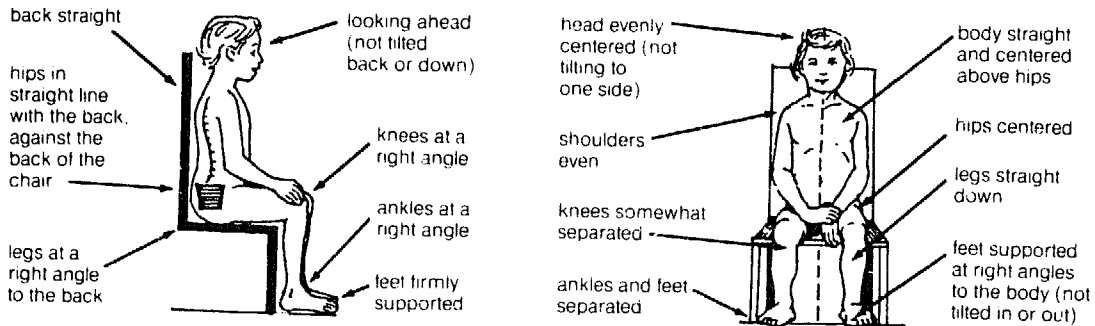 back straight
hips in
straight line
with the back,
against the
back of the
chair
legs at a
right angle
to the back
looking ahead
(not tilted
back or down)
knees at a
right angle
ankles at a
right angle
feet firmly
supported
head evenly
centered (not
tilting to
one side)
shoulders
even
knees somewhat
separated
ankles and feet
separated
body straight
and centered
above hips
hips centered
legs straight
down
feet supported
at right angles
to the body (not
tilted in or out)